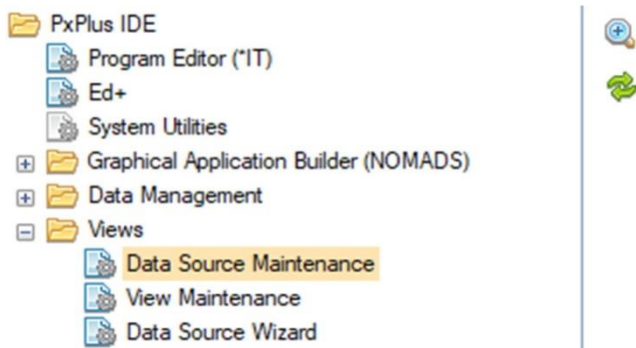 PxPlus IDE
Program Editor (*IT)
Ed+
System Utilities
Graphical Application Builder (NOMADS)
Data Management
Views
Data Source Maintenance
View Maintenance
Data Source Wizard